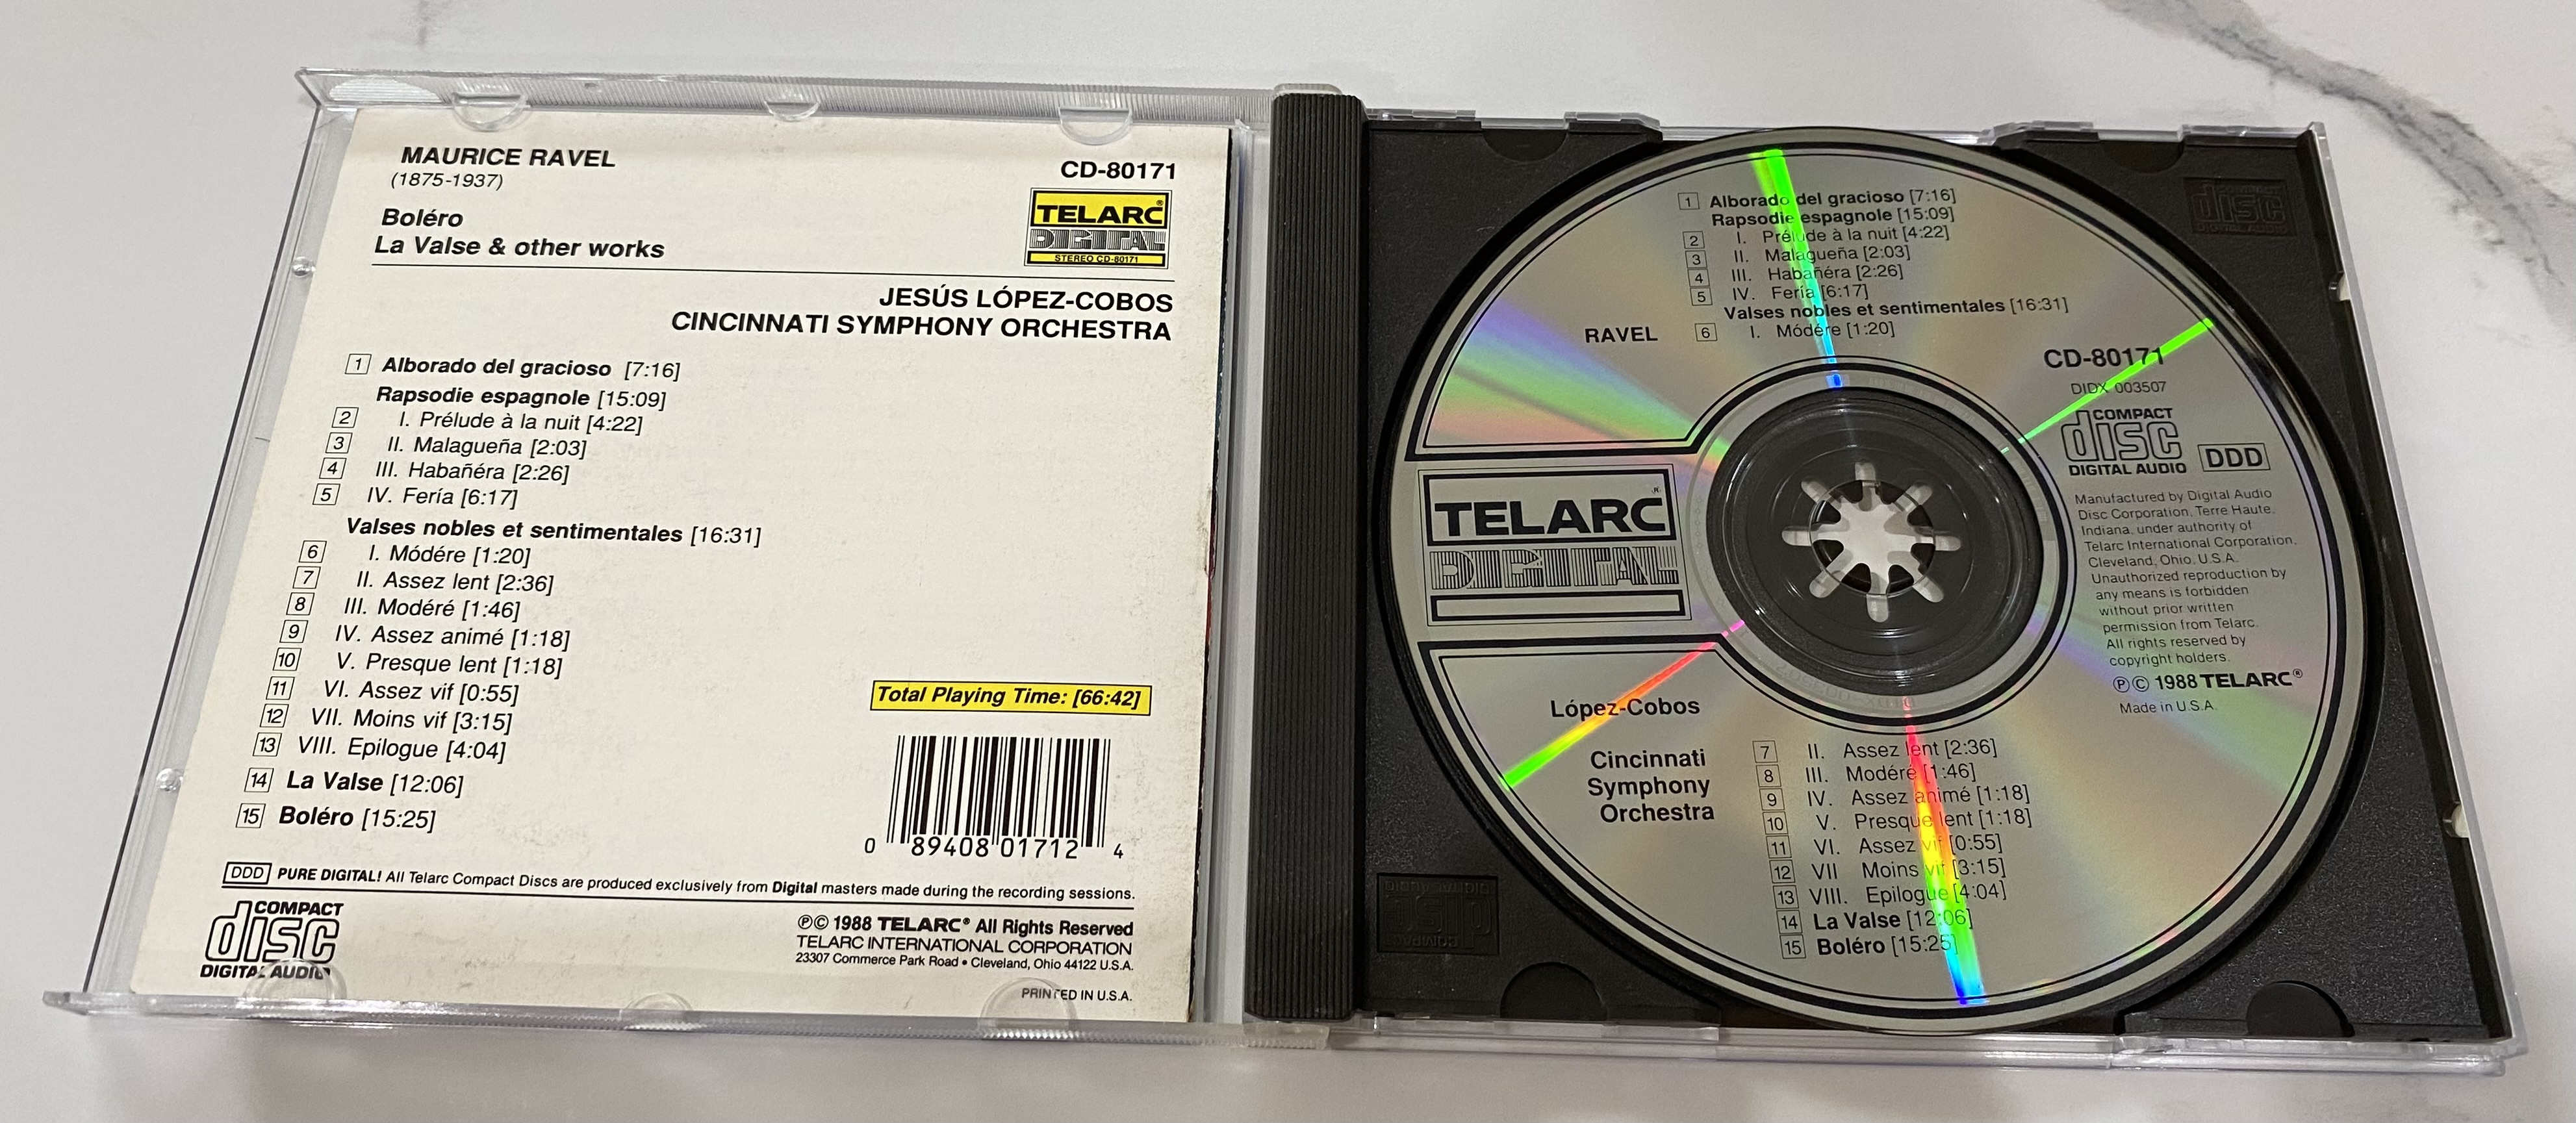 MAURICE RAVEL
(1875-1937)
Boléro
La Valse & other works
CD-80171
TELARC®
DIGITAL
STEREO CD-80171
JESÚS LÓPEZ-COBOS
CINCINNATI SYMPHONY ORCHESTRA
1 Alborado del gracioso [7:16]
Rapsodie espagnole [15:09]
2 I. Prélude à la nuit [4:22]
3 II. Malagueña [2:03]
4 III. Habañéra [2:26]
5 IV. Fería [6:17]
Valses nobles et sentimentales [16:31]
6 I. Módére [1:20]
7 II. Assez lent [2:36]
8 III. Modéré [1:46]
9 IV. Assez animé [1:18]
10 V. Presque lent [1:18]
11 VI. Assez vif [0:55]
12 VII. Moins vif [3:15]
13 VIII. Epilogue [4:04]
14 La Valse [12:06]
15 Boléro [15:25]
Total Playing Time: [66:42]
0 89408 01712 4
DDD PURE DIGITAL! All Telarc Compact Discs are produced exclusively from Digital masters made during the recording sessions.
COMPACT
disc
DIGITAL AUDIO
℗© 1988 TELARC® All Rights Reserved
TELARC INTERNATIONAL CORPORATION
23307 Commerce Park Road • Cleveland, Ohio 44122 U.S.A.
PRINTED IN U.S.A.
1 Alborado del gracioso [7:16]
Rapsodie espagnole [15:09]
2 I. Prélude à la nuit [4:22]
3 II. Malagueña [2:03]
4 III. Habañéra [2:26]
5 IV. Fería [6:17]
Valses nobles et sentimentales [16:31]
RAVEL 6 I. Módére [1:20]
CD-80171
DIDX 003507
COMPACT
disc
DIGITAL AUDIO
DDD
TELARC®
DIGITAL
Manufactured by Digital Audio
Disc Corporation, Terre Haute,
Indiana, under authority of
Telarc International Corporation,
Cleveland, Ohio, U.S.A.
Unauthorized reproduction by
any means is forbidden
without prior written
permission from Telarc.
All rights reserved by
copyright holders.
℗© 1988 TELARC®
Made in U.S.A.
López-Cobos
Cincinnati
Symphony
Orchestra
7 II. Assez lent [2:36]
8 III. Modéré [1:46]
9 IV. Assez animé [1:18]
10 V. Presque lent [1:18]
11 VI. Assez vif [0:55]
12 VII Moins vif [3:15]
13 VIII. Epilogue [4:04]
14 La Valse [12:06]
15 Boléro [15:25]
COMPACT
disc
DIGITAL AUDIO
COMPACT
disc
DIGITAL AUDIO